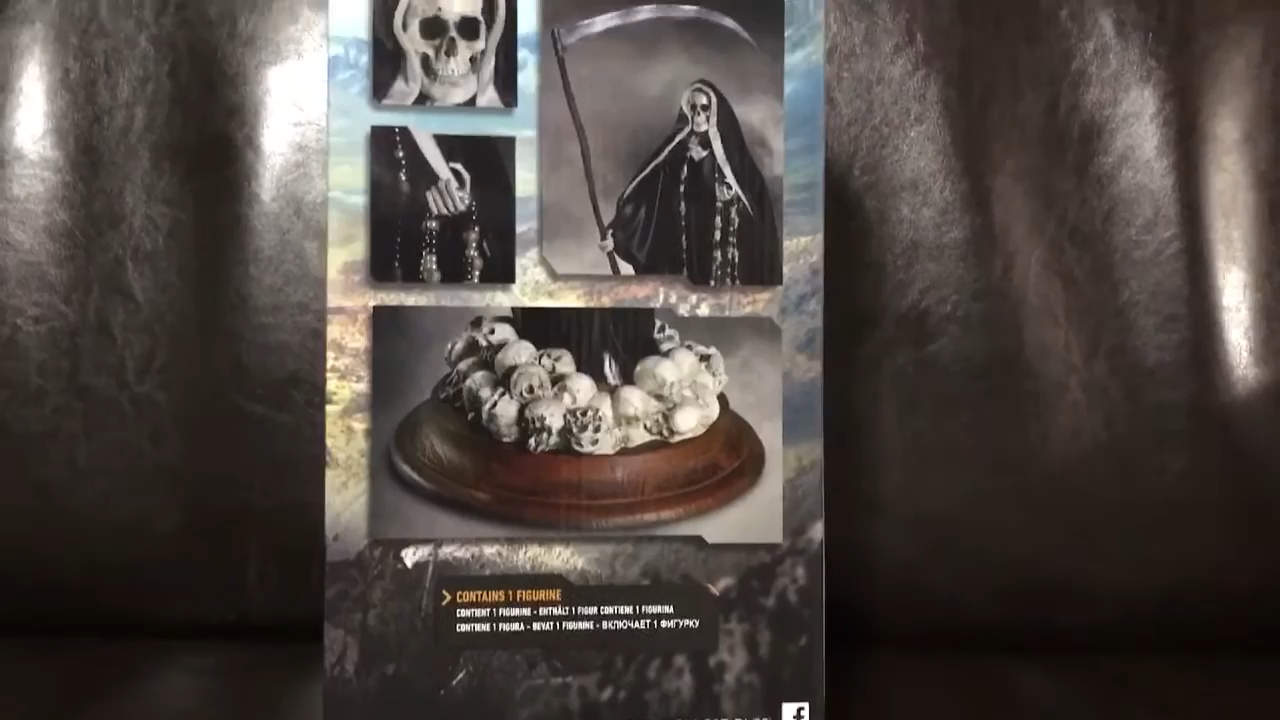 CONTAINS 1 FIGURINE
CONTIENT 1 FIGURINE - ENTHÄLT 1 FIGUR CONTIENE 1 FIGURINA
CONTIENE 1 FIGURA - BEVAT 1 FIGURINE - ВКЛЮЧАЕТ 1 ФИГУРКУ